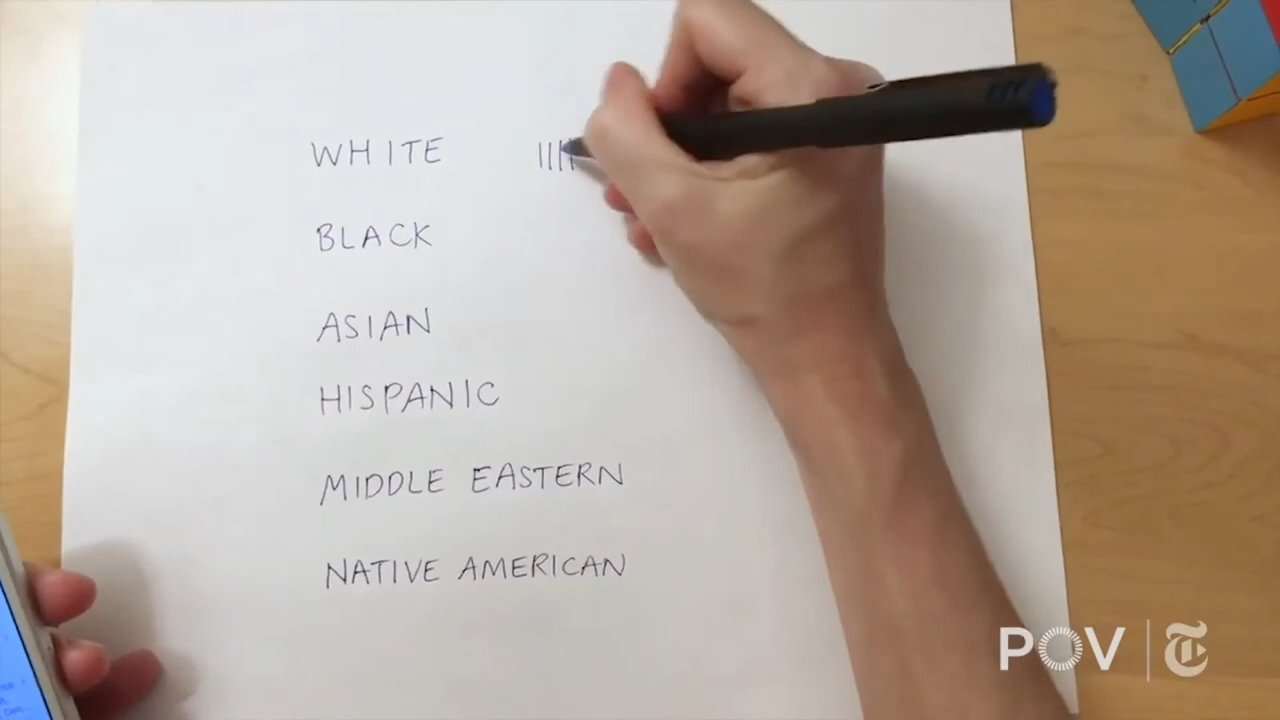 WHITE
BLACK
ASIAN
HISPANIC
MIDDLE EASTERN
NATIVE AMERICAN
POV | T